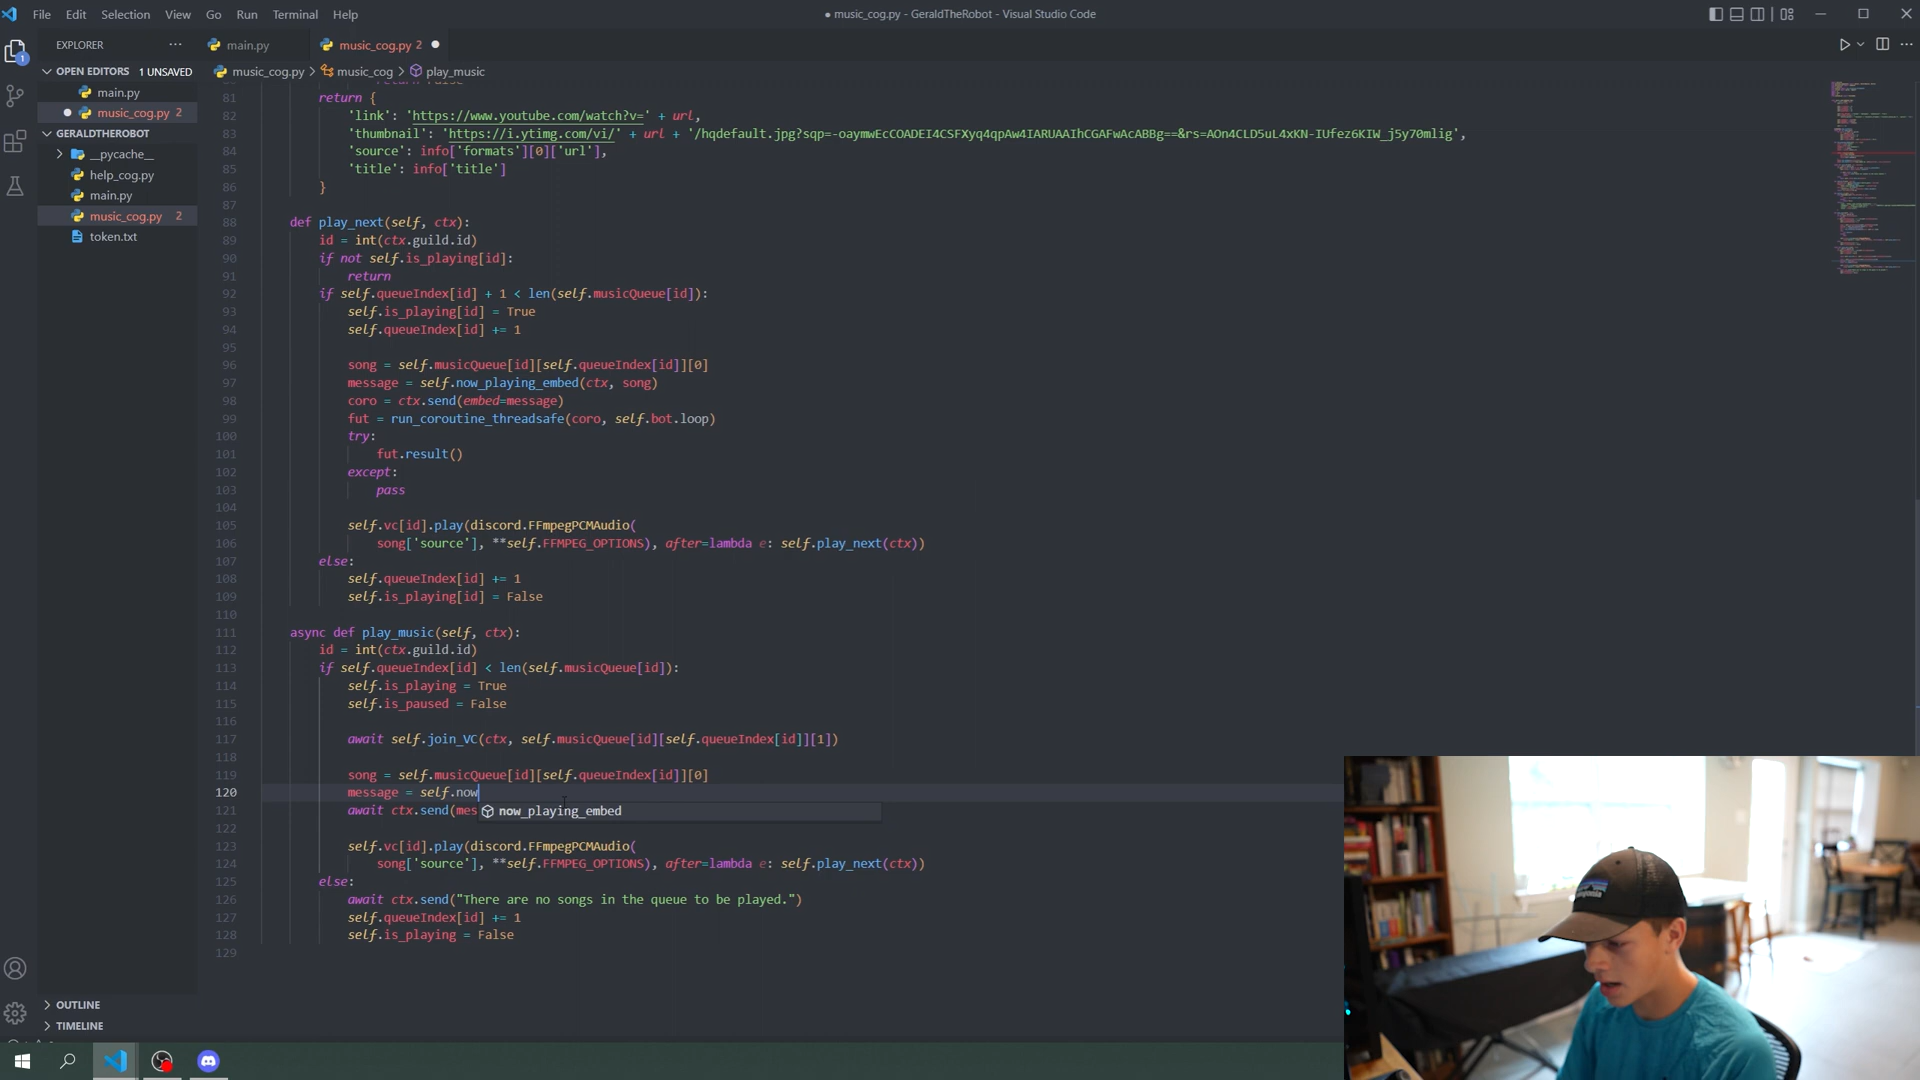 File Edit Selection View Go Run Terminal Help
● music_cog.py - GeraldTheRobot - Visual Studio Code
EXPLORER
OPEN EDITORS 1 UNSAVED
main.py
music_cog.py 2
GERALDTHEROBOT
__pycache__
help_cog.py
main.py
music_cog.py 2
token.txt
OUTLINE
TIMELINE
main.py
music_cog.py 2
music_cog.py > music_cog > play_music
81 return {
82 'link': 'https://www.youtube.com/watch?v=' + url,
83 'thumbnail': 'https://i.ytimg.com/vi/' + url + '/hqdefault.jpg?sqp=-oaymwEcCOADEI4CSFXyq4qpAw4IARUAAIhCGAFwAcABBg==&rs=AOn4CLD5uL4xKN-IUfez6KIW_j5y70mlig',
84 'source': info['formats'][0]['url'],
85 'title': info['title']
86 }
87
88 def play_next(self, ctx):
89 id = int(ctx.guild.id)
90 if not self.is_playing[id]:
91 return
92 if self.queueIndex[id] + 1 < len(self.musicQueue[id]):
93 self.is_playing[id] = True
94 self.queueIndex[id] += 1
95
96 song = self.musicQueue[id][self.queueIndex[id]][0]
97 message = self.now_playing_embed(ctx, song)
98 coro = ctx.send(embed=message)
99 fut = run_coroutine_threadsafe(coro, self.bot.loop)
100 try:
101 fut.result()
102 except:
103 pass
104
105 self.vc[id].play(discord.FFmpegPCMAudio(
106 song['source'], **self.FFMPEG_OPTIONS), after=lambda e: self.play_next(ctx))
107 else:
108 self.queueIndex[id] += 1
109 self.is_playing[id] = False
110
111 async def play_music(self, ctx):
112 id = int(ctx.guild.id)
113 if self.queueIndex[id] < len(self.musicQueue[id]):
114 self.is_playing = True
115 self.is_paused = False
116
117 await self.join_VC(ctx, self.musicQueue[id][self.queueIndex[id]][1])
118
119 song = self.musicQueue[id][self.queueIndex[id]][0]
120 message = self.now
121 await ctx.send(mes
now_playing_embed
122
123 self.vc[id].play(discord.FFmpegPCMAudio(
124 song['source'], **self.FFMPEG_OPTIONS), after=lambda e: self.play_next(ctx))
125 else:
126 await ctx.send("There are no songs in the queue to be played.")
127 self.queueIndex[id] += 1
128 self.is_playing = False
129